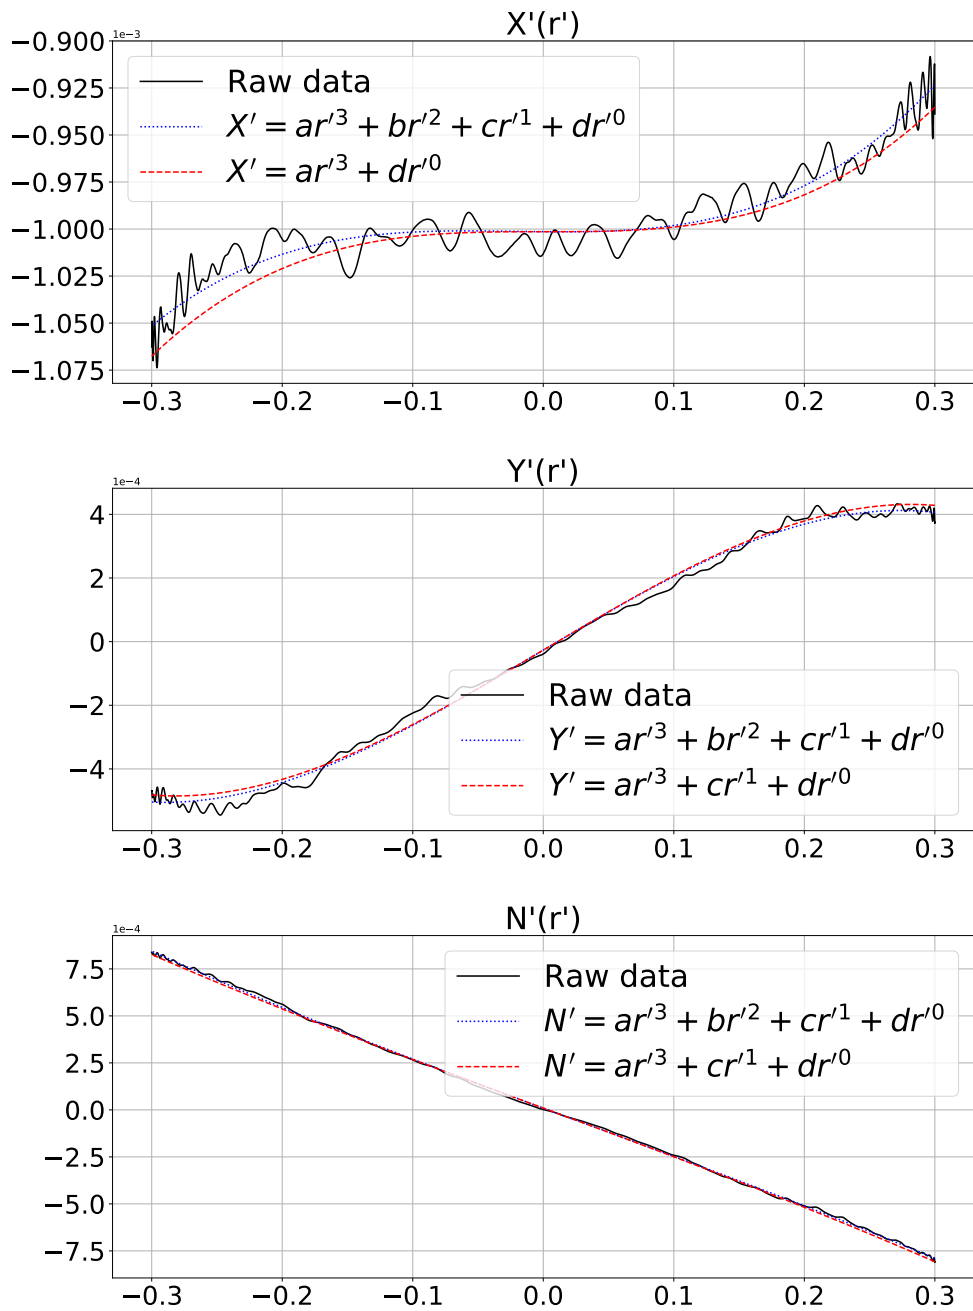 X'(r')
1e−3
−0.900
−0.925
−0.950
−0.975
−1.000
−1.025
−1.050
−1.075
Raw data
X′ = ar′³ + br′² + cr′¹ + dr′⁰
X′ = ar′³ + dr′⁰
−0.3 −0.2 −0.1 0.0 0.1 0.2 0.3
Y'(r')
1e−4
4
2
0
−2
−4
Raw data
Y′ = ar′³ + br′² + cr′¹ + dr′⁰
Y′ = ar′³ + cr′¹ + dr′⁰
−0.3 −0.2 −0.1 0.0 0.1 0.2 0.3
N'(r')
1e−4
7.5
5.0
2.5
0.0
−2.5
−5.0
−7.5
Raw data
N′ = ar′³ + br′² + cr′¹ + dr′⁰
N′ = ar′³ + cr′¹ + dr′⁰
−0.3 −0.2 −0.1 0.0 0.1 0.2 0.3